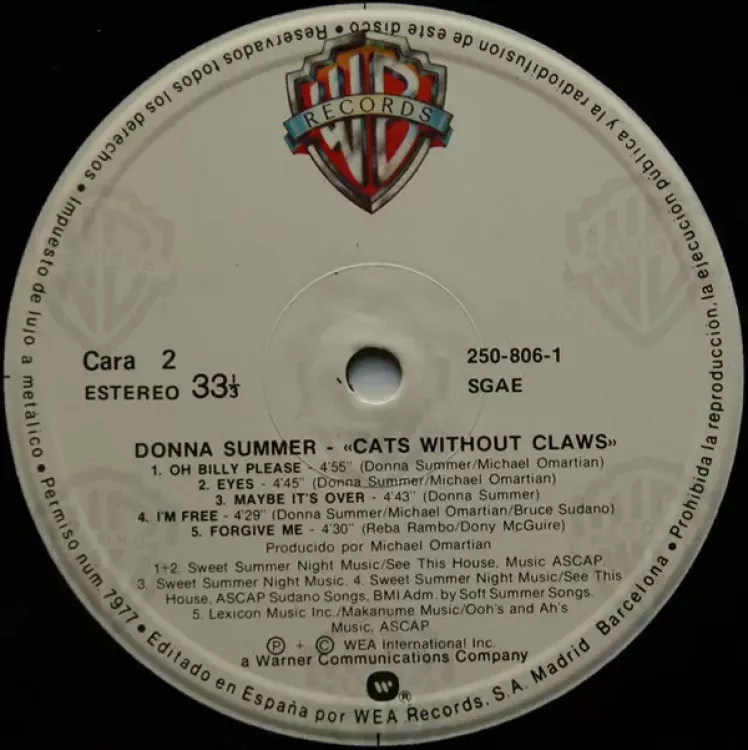 WB
RECORDS
Cara 2
ESTEREO 33⅓
250-806-1
SGAE
DONNA SUMMER - «CATS WITHOUT CLAWS»
1. OH BILLY PLEASE - 4'55" (Donna Summer/Michael Omartian)
2. EYES - 4'45" (Donna Summer/Michael Omartian)
3. MAYBE IT'S OVER - 4'43" (Donna Summer)
4. I'M FREE - 4'29" (Donna Summer/Michael Omartian/Bruce Sudano)
5. FORGIVE ME - 4'30" (Reba Rambo/Dony McGuire)
Producido por Michael Omartian
1+2. Sweet Summer Night Music/See This House, Music ASCAP.
3. Sweet Summer Night Music. 4. Sweet Summer Night Music/See This
House, ASCAP Sudano Songs, BMI Adm. by Soft Summer Songs.
5. Lexicon Music Inc./Makanume Music/Ooh's and Ah's
Music, ASCAP
Ⓟ + © WEA International Inc.
a Warner Communications Company
®
Prohibida la reproducción, la ejecución pública y la radiodifusion de este disco • Reservados todos los derechos • Impuesto de lujo a metálico • Permiso num. 7977 • Editado en España por WEA Records, S.A. Madrid Barcelona •